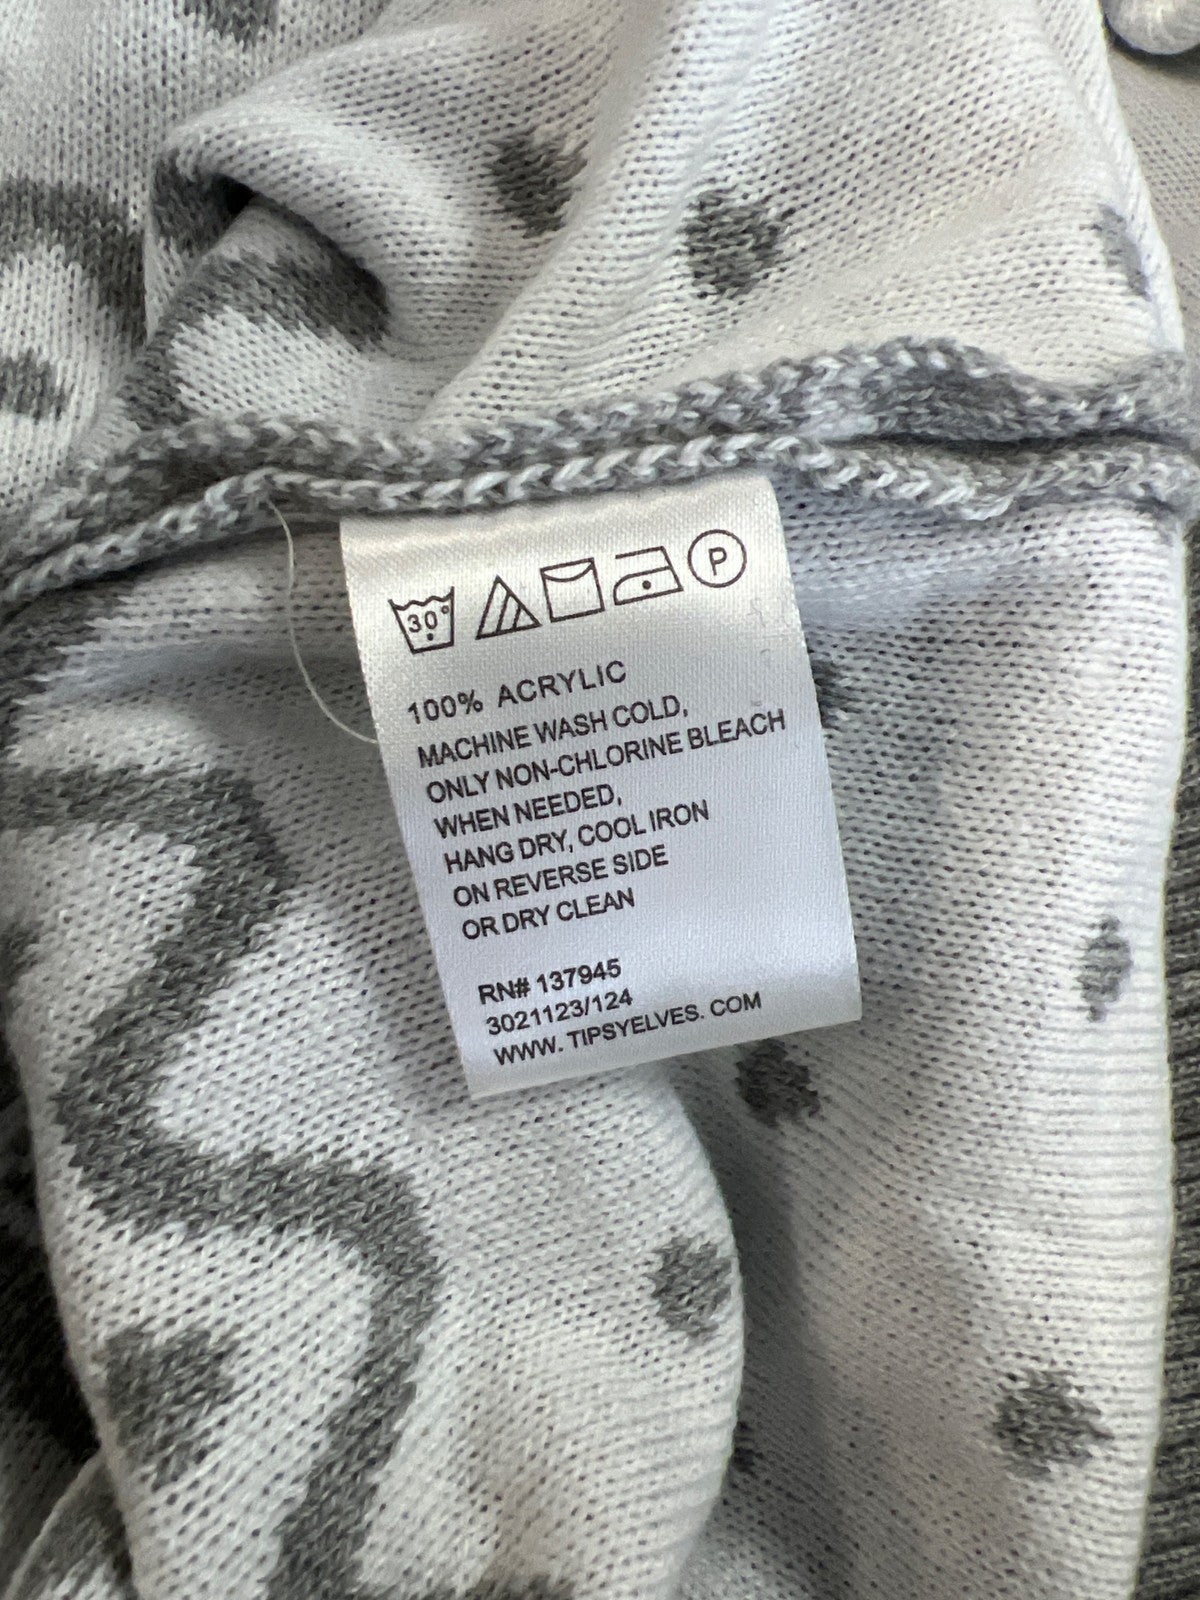 30° P
100% ACRYLIC
MACHINE WASH COLD,
ONLY NON-CHLORINE BLEACH
WHEN NEEDED,
HANG DRY, COOL IRON
ON REVERSE SIDE
OR DRY CLEAN
RN# 137945
3021123/124
WWW. TIPSYELVES. COM